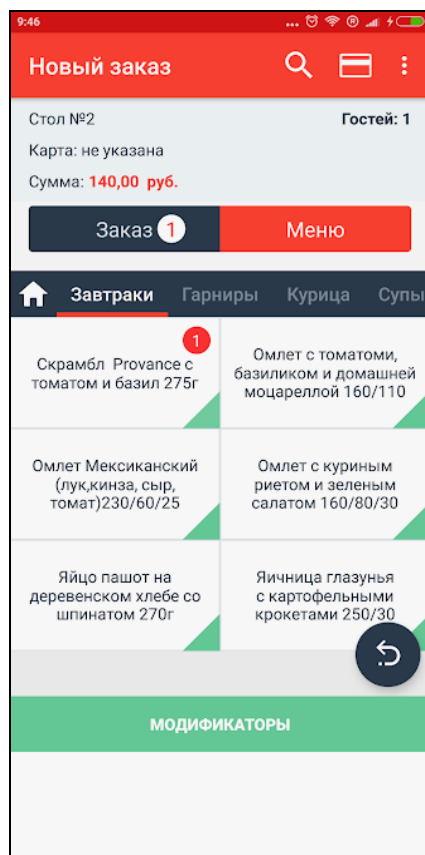 9:46
Новый заказ
Стол №2
Гостей: 1
Карта: не указана
Сумма: 140,00 руб.
Заказ 1
Меню
Завтраки Гарниры Курица Супы
1
Скрамбл Provance с
томатом и базил 275г
Омлет с томатоми,
базиликом и домашней
моцареллой 160/110
Омлет Мексиканский
(лук,кинза, сыр,
томат)230/60/25
Омлет с куриным
риетом и зеленым
салатом 160/80/30
Яйцо пашот на
деревенском хлебе со
шпинатом 270г
Яичница глазунья
с картофельными
крокетами 250/30
МОДИФИКАТОРЫ